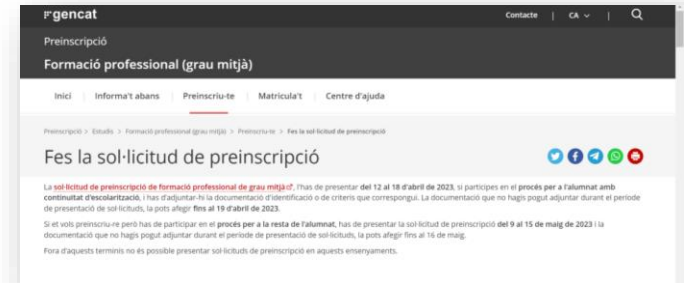 gencat
Contacte | CA | 
Preinscripció
Formació professional (grau mitjà)
Inici Informa't abans Preinscriu-te Matricula't Centre d'ajuda
Preinscripció > Estudis > Formació professional (grau mitjà) > Preinscriu-te > Fes la sol·licitud de preinscripció
Fes la sol·licitud de preinscripció
La sol·licitud de preinscripció de formació professional de grau mitjà, l'has de presentar del 12 al 18 d'abril de 2023, si participes en el procés per a l'alumnat amb
continuïtat d'escolarització, i has d'adjuntar-hi la documentació d'identificació o de criteris que correspongui. La documentació que no hagis pogut adjuntar durant el període
de presentació de sol·licituds, la pots afegir fins al 19 d'abril de 2023.
Si et vols preinscriu-re però has de participar en el procés per a la resta de l'alumnat, has de presentar la sol·licitud de preinscripció del 9 al 15 de maig de 2023 i la
documentació que no hagis pogut adjuntar durant el període de presentació de sol·licituds, la pots afegir fins al 16 de maig.
Fora d'aquests terminis no és possible presentar sol·licituds de preinscripció en aquests ensenyaments.